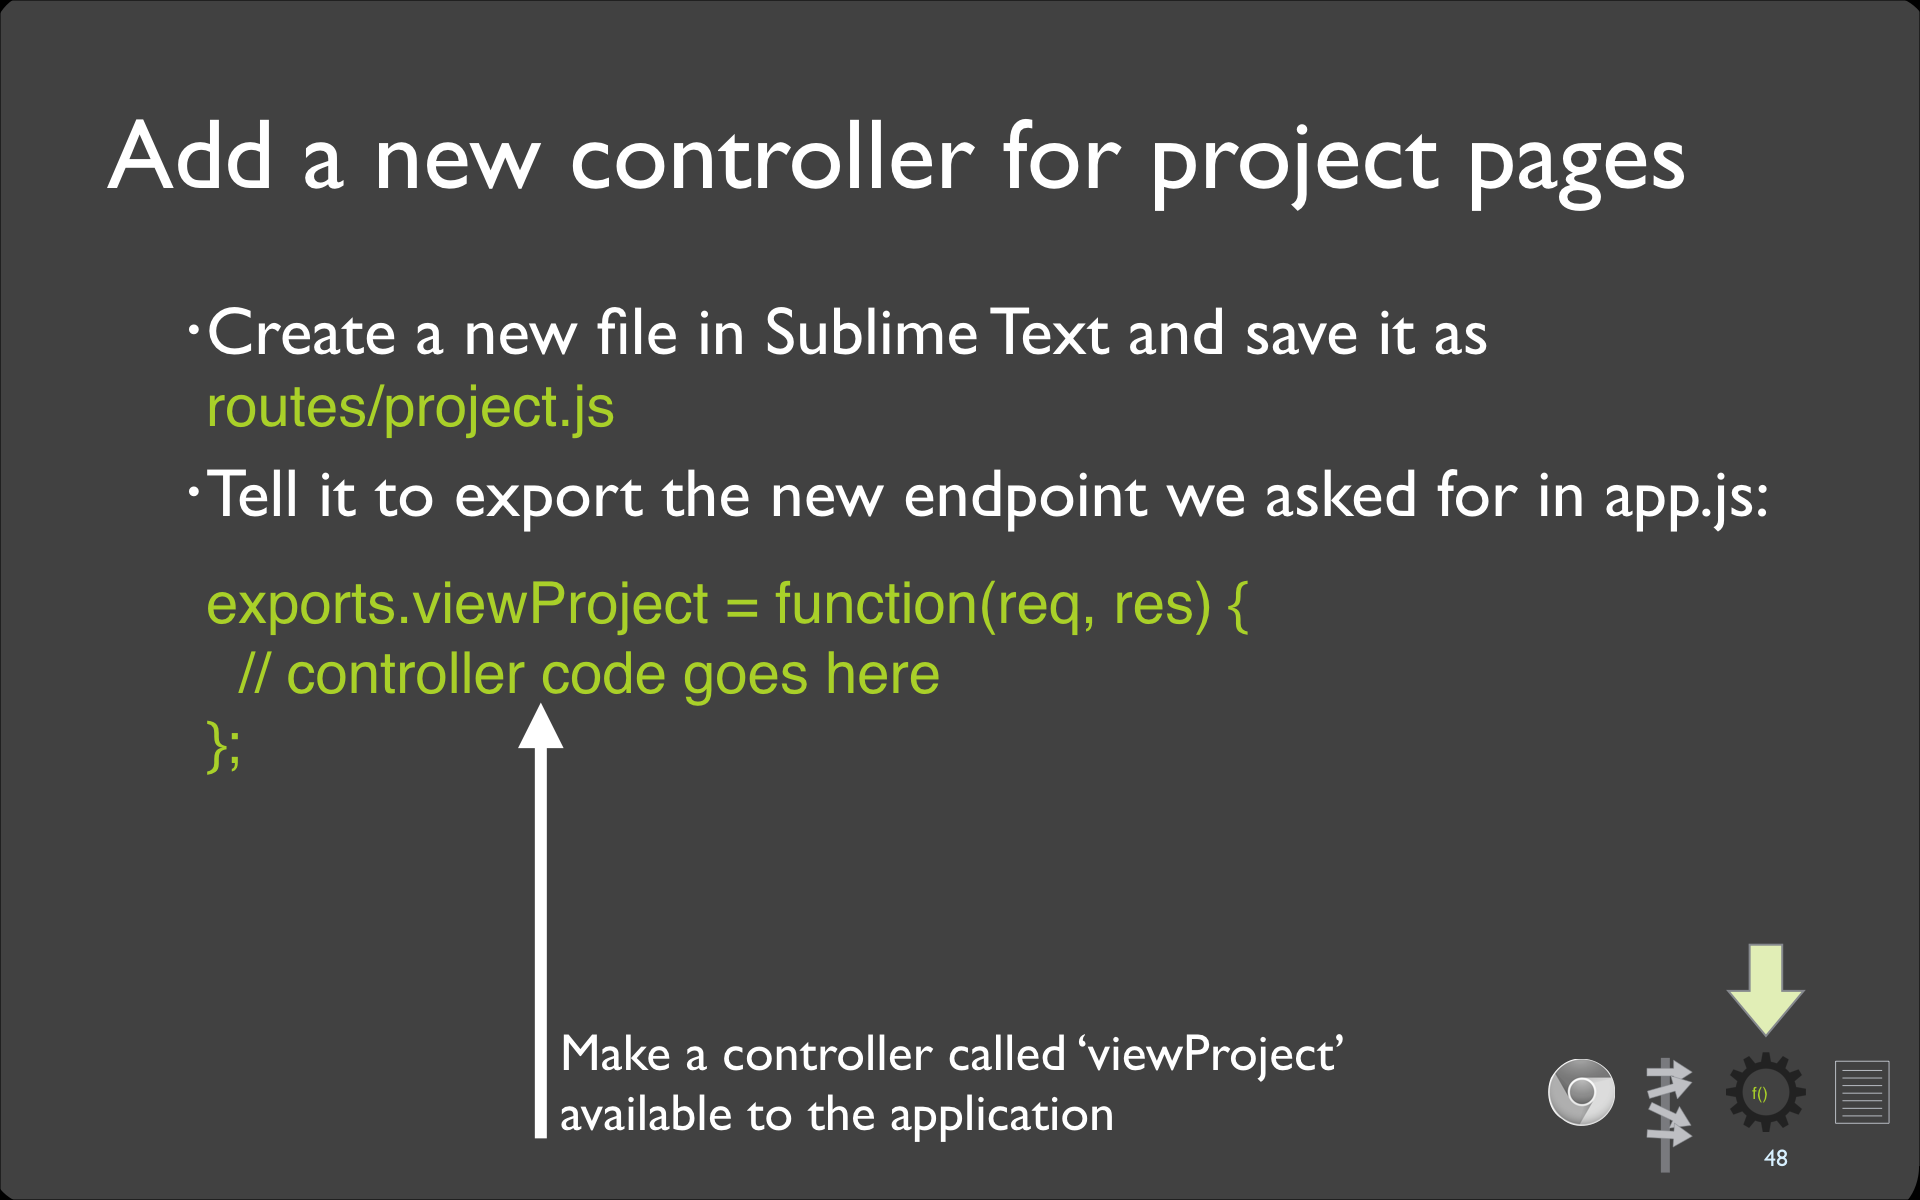 Add a new controller for project pages
·Create a new file in Sublime Text and save it as
routes/project.js
·Tell it to export the new endpoint we asked for in app.js:
exports.viewProject = function(req, res) {
  // controller code goes here
};
Make a controller called ‘viewProject’
available to the application
f()
48